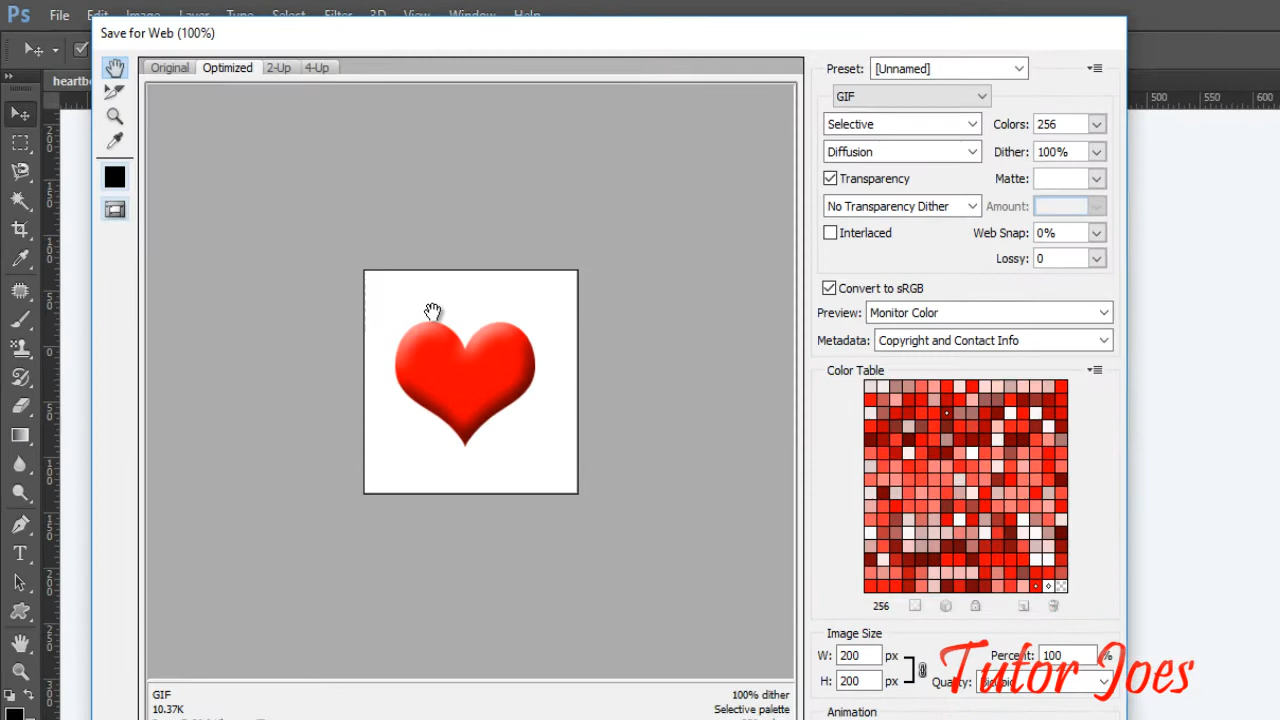 Ps File Edit Image Layer Type Select Filter 3D View Window Help
Save for Web (100%)
heartbe
Original Optimized 2-Up 4-Up
Preset: [Unnamed]
GIF
Selective Colors: 256
Diffusion Dither: 100%
Transparency Matte:
No Transparency Dither Amount:
Interlaced Web Snap: 0%
Lossy: 0
Convert to sRGB
Preview: Monitor Color
Metadata: Copyright and Contact Info
Color Table
256
Image Size
W: 200 px Percent: 100 %
H: 200 px Quality:
Tutor Joes
Animation
GIF 100% dither
10.37K Selective palette
500 550 600